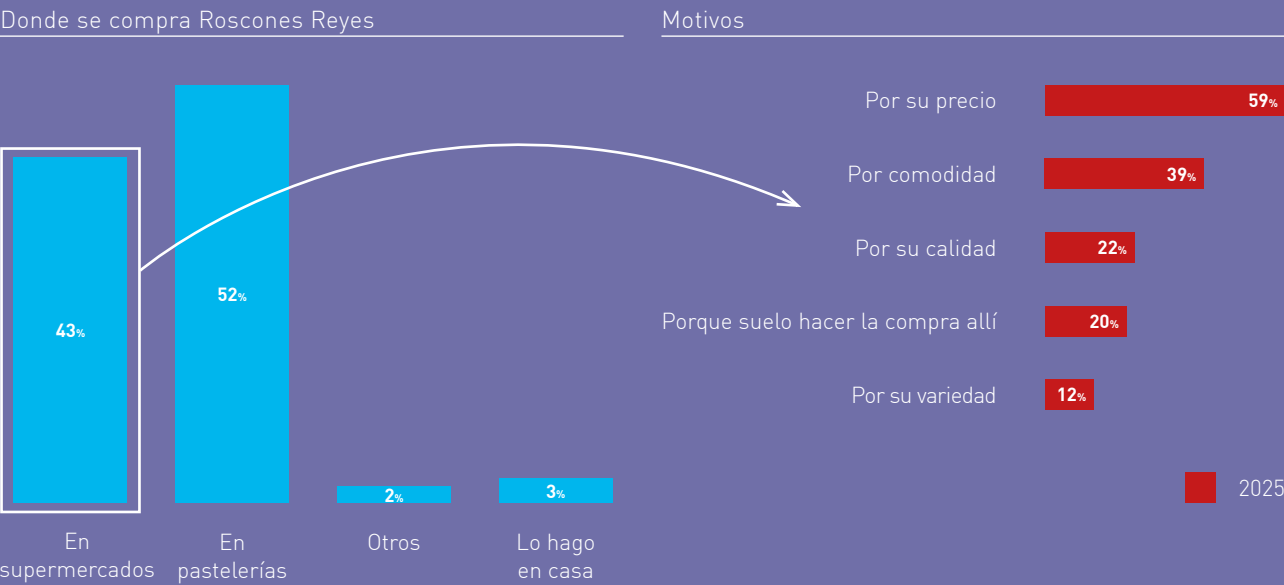 Donde se compra Roscones Reyes
43%
52%
2%
3%
En
supermercados
En
pastelerías
Otros
Lo hago
en casa
Motivos
Por su precio
59%
Por comodidad
39%
Por su calidad
22%
Porque suelo hacer la compra allí
20%
Por su variedad
12%
2025